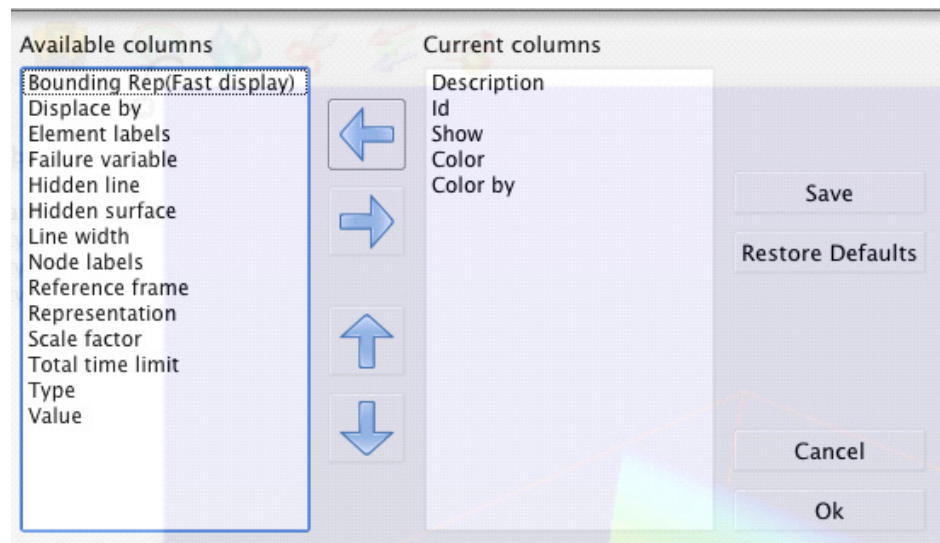 Available columns
Bounding Rep(Fast display)
Displace by
Element labels
Failure variable
Hidden line
Hidden surface
Line width
Node labels
Reference frame
Representation
Scale factor
Total time limit
Type
Value
Current columns
Description
Id
Show
Color
Color by
Save
Restore Defaults
Cancel
Ok